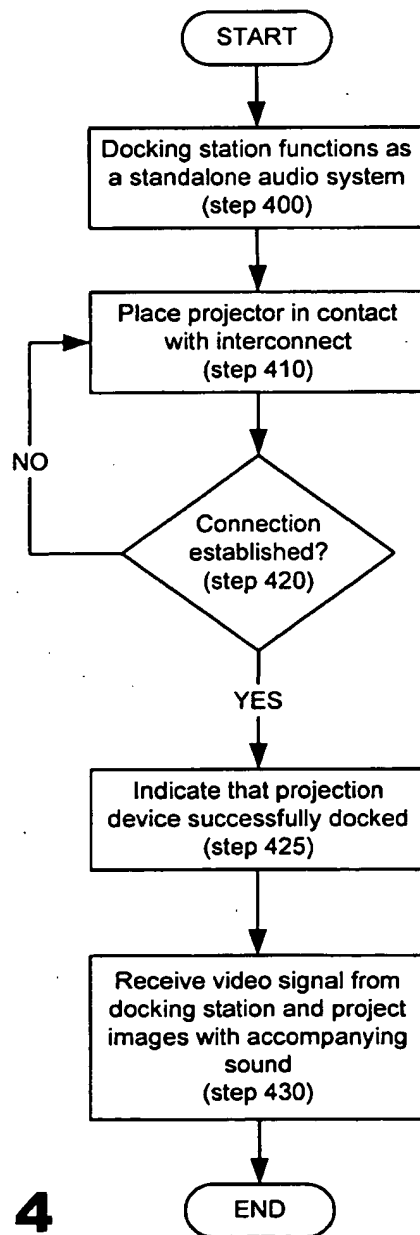 START
Docking station functions as
a standalone audio system
(step 400)
Place projector in contact
with interconnect
(step 410)
NO
Connection
established?
(step 420)
YES
Indicate that projection
device successfully docked
(step 425)
Receive video signal from
docking station and project
images with accompanying
sound
(step 430)
END
4